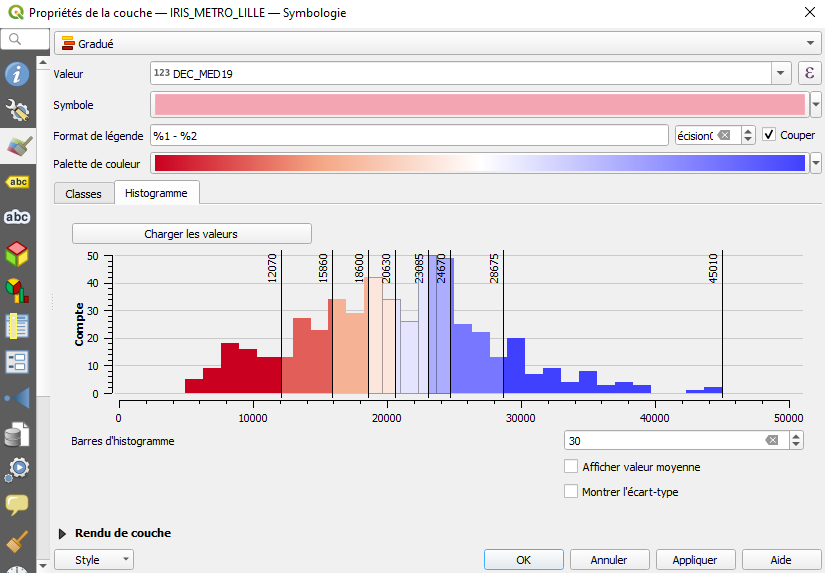 Propriétés de la couche — IRIS_METRO_LILLE — Symbologie
Gradué
Valeur 123 DEC_MED19 ε
Symbole
Format de légende %1 - %2 écision0 Couper
Palette de couleur
abc
abc
Classes Histogramme
Charger les valeurs
Compte
50
40
30
20
10
0
12070 15860 18600 20630 23085 24670 28675 45010
0 10000 20000 30000 40000 50000
Barres d'histogramme 30
Afficher valeur moyenne
Montrer l'écart-type
Rendu de couche
Style OK Annuler Appliquer Aide